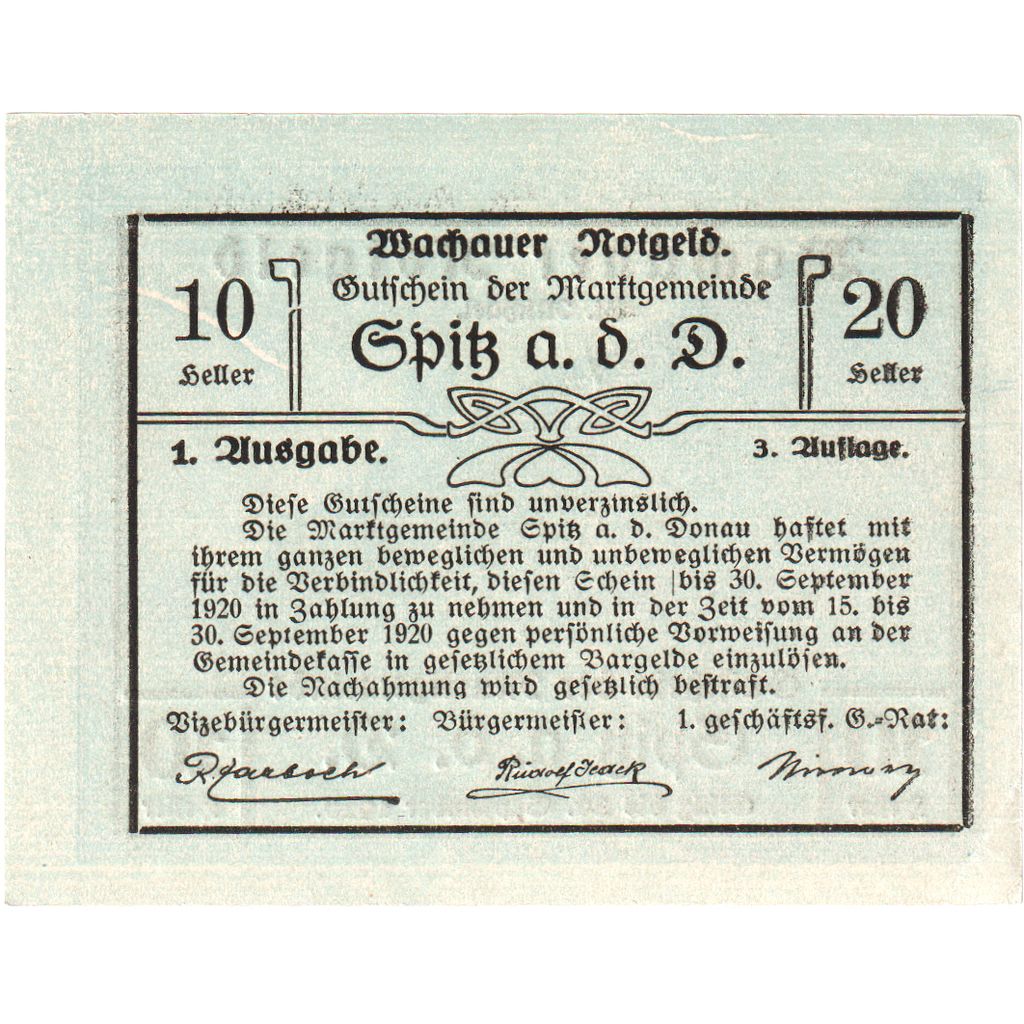 Wachauer Notgeld.
10 Heller
Gutschein der Marktgemeinde
20 Heller
Spitz a. d. D.
1. Ausgabe.
3. Auflage.
Diese Gutscheine sind unverzinslich.
Die Marktgemeinde Spitz a. d. Donau haftet mit
ihrem ganzen beweglichen und unbeweglichen Vermögen
für die Verbindlichkeit, diesen Schein bis 30. September
1920 in Zahlung zu nehmen und in der Zeit vom 15. bis
30. September 1920 gegen persönliche Vorweisung an der
Gemeindekasse in gesetzlichem Bargelde einzulösen.
Die Nachahmung wird gesetzlich bestraft.
Vizebürgermeister: Bürgermeister: 1. geschäftsf. G.-Rat:
Rudolf